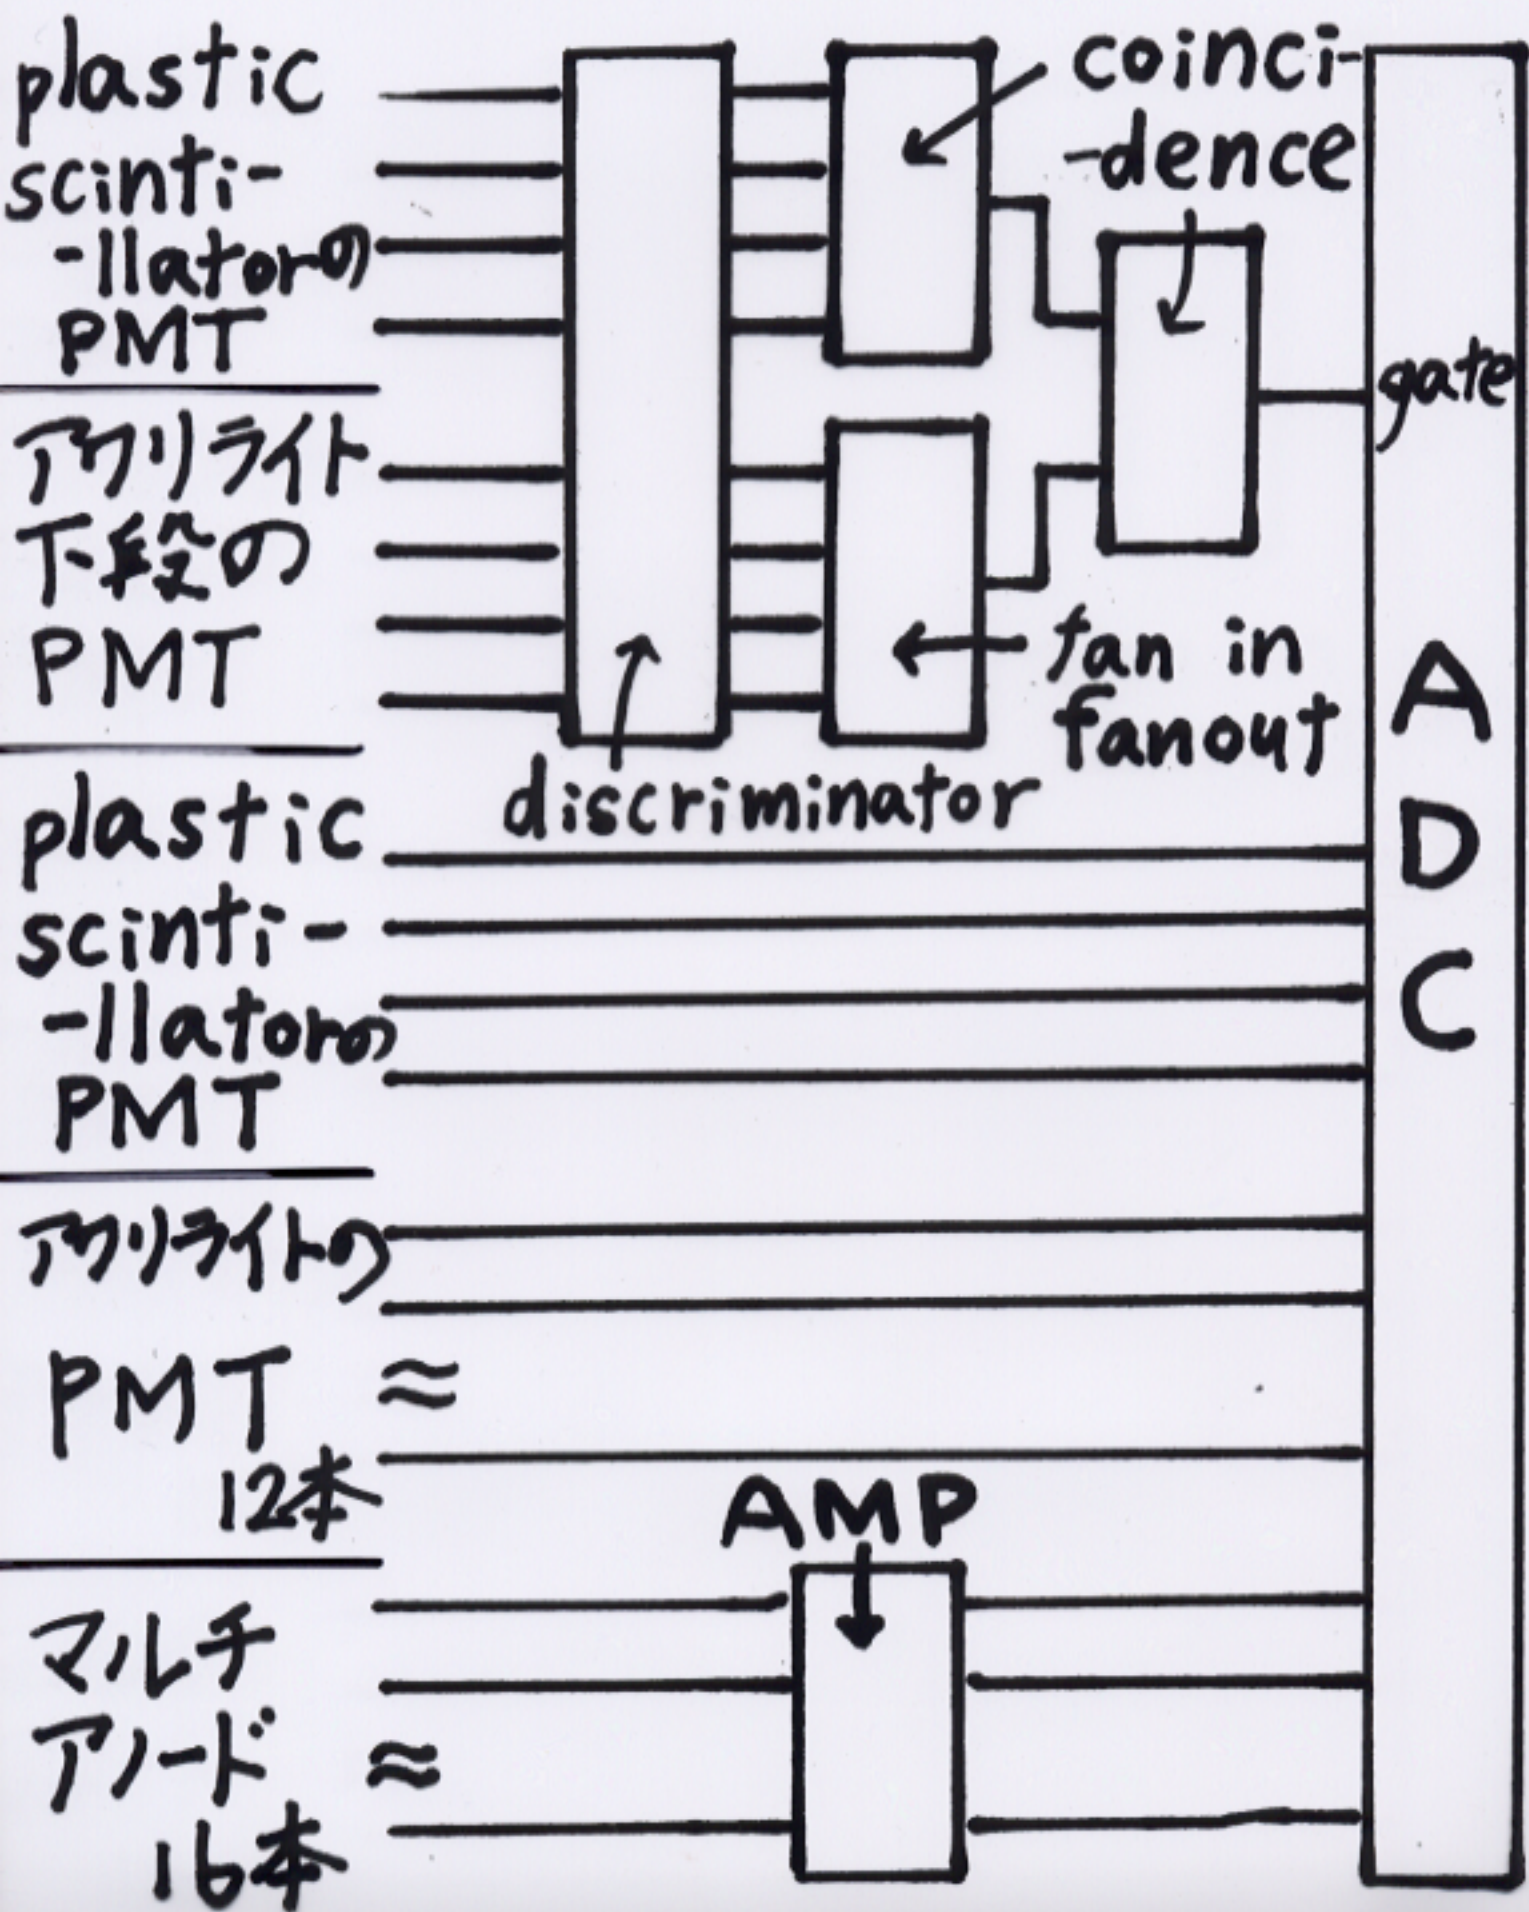 plastic
scinti-
-llatorの
PMT
アクリライト
下段の
PMT
coinci-
-dence
gate
fan in
fanout
discriminator
A
D
C
plastic
scinti-
-llatorの
PMT
アクリライトの
PMT ≈
12本
AMP
マルチ
アノード ≈
16本